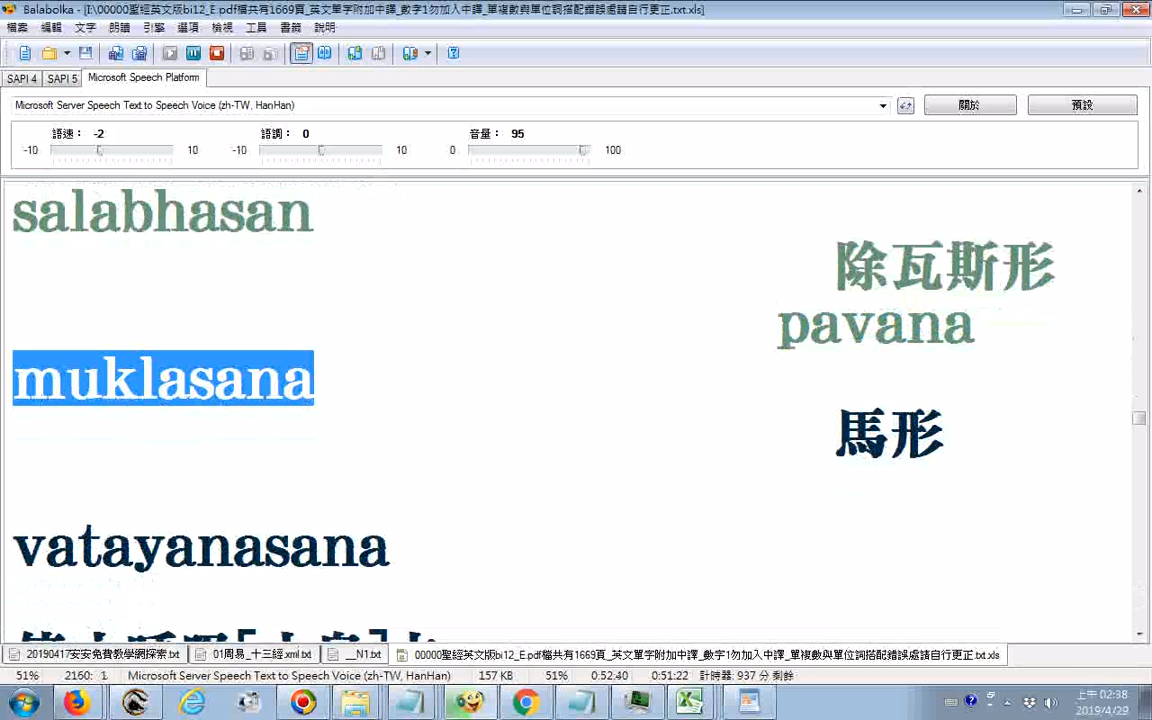 Balabolka - [I:\00000聖經英文版bi12_E.pdf檔共有1669頁_英文單字附加中譯_數字1勿加入中譯_單複數與單位詞搭配錯誤處請自行更正.txt.xls]
檔案 編輯 文字 朗讀 引擎 選項 檢視 工具 書籤 說明
SAPI 4 SAPI 5 Microsoft Speech Platform
Microsoft Server Speech Text to Speech Voice (zh-TW, HanHan) 關於 預設
語速： -2 語調： 0 音量： 95
-10 10 -10 10 0 100
salabhasan
除瓦斯形
pavana
muklasana
馬形
vatayanasana
20190417安安免費教學網探索.txt 01周易_十三經.xml.txt __N1.txt 00000聖經英文版bi12_E.pdf檔共有1669頁_英文單字附加中譯_數字1勿加入中譯_單複數與單位詞搭配錯誤處請自行更正.txt.xls
51% 2160: 1 Microsoft Server Speech Text to Speech Voice (zh-TW, HanHan) 157 KB 51% 0:52:40 0:51:22 計時器: 937 分 剩餘
上午 02:38
2019/4/29